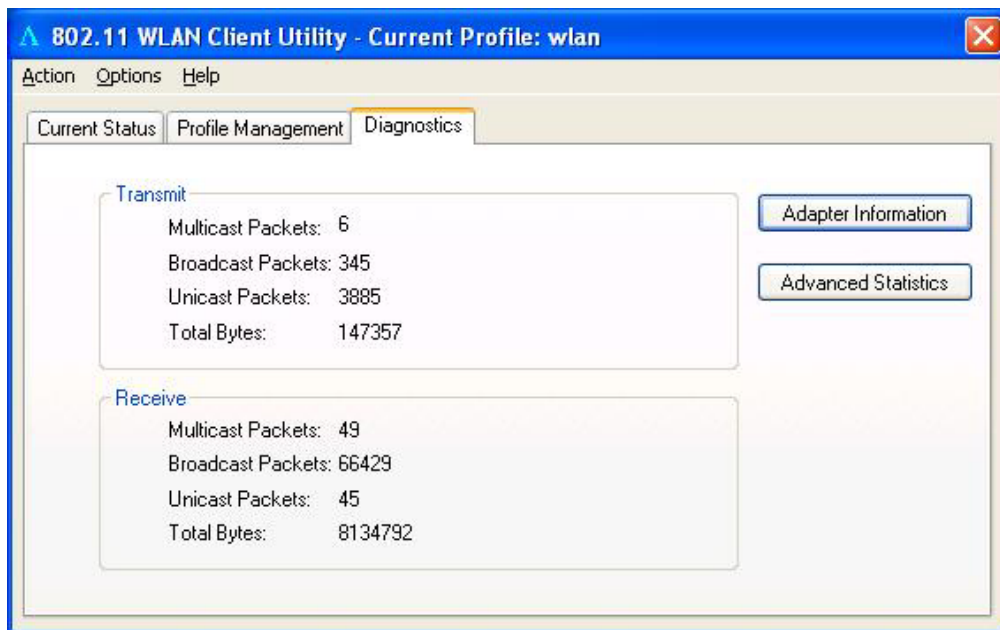 802.11 WLAN Client Utility - Current Profile: wlan
Action Options Help
Current Status Profile Management Diagnostics
Transmit
Multicast Packets: 6
Broadcast Packets: 345
Unicast Packets: 3885
Total Bytes: 147357
Adapter Information
Advanced Statistics
Receive
Multicast Packets: 49
Broadcast Packets: 66429
Unicast Packets: 45
Total Bytes: 8134792